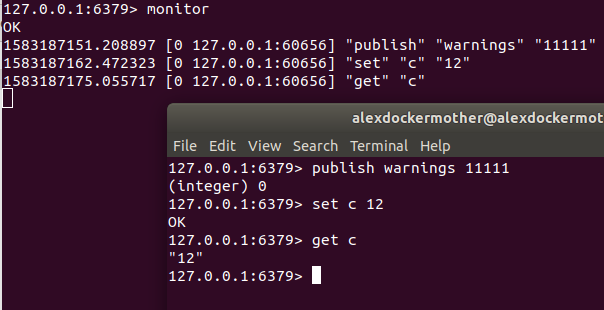 127.0.0.1:6379> monitor
OK
1583187151.208897 [0 127.0.0.1:60656] "publish" "warnings" "11111"
1583187162.472323 [0 127.0.0.1:60656] "set" "c" "12"
1583187175.055717 [0 127.0.0.1:60656] "get" "c"
alexdockermother@alexdockermot
File Edit View Search Terminal Help
127.0.0.1:6379> publish warnings 11111
(integer) 0
127.0.0.1:6379> set c 12
OK
127.0.0.1:6379> get c
"12"
127.0.0.1:6379>